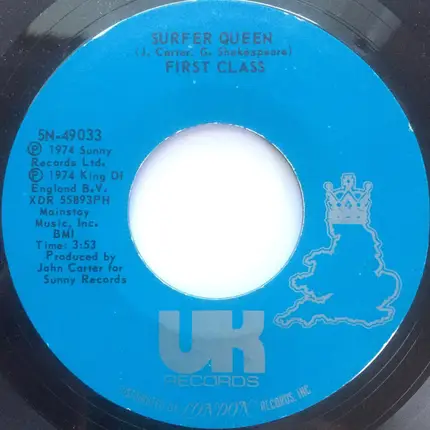 SURFER QUEEN
(J. Carter, G. Shakespeare)
FIRST CLASS
5N-49033
Ⓟ 1974 Sunny
Records Ltd.
Ⓟ 1974 King Of
England B.V.
XDR 55893PH
Mainstay
Music, Inc.
BMI
Time: 3:53
Produced by
John Carter for
Sunny Records
UK
RECORDS
LONDON RECORDS, INC